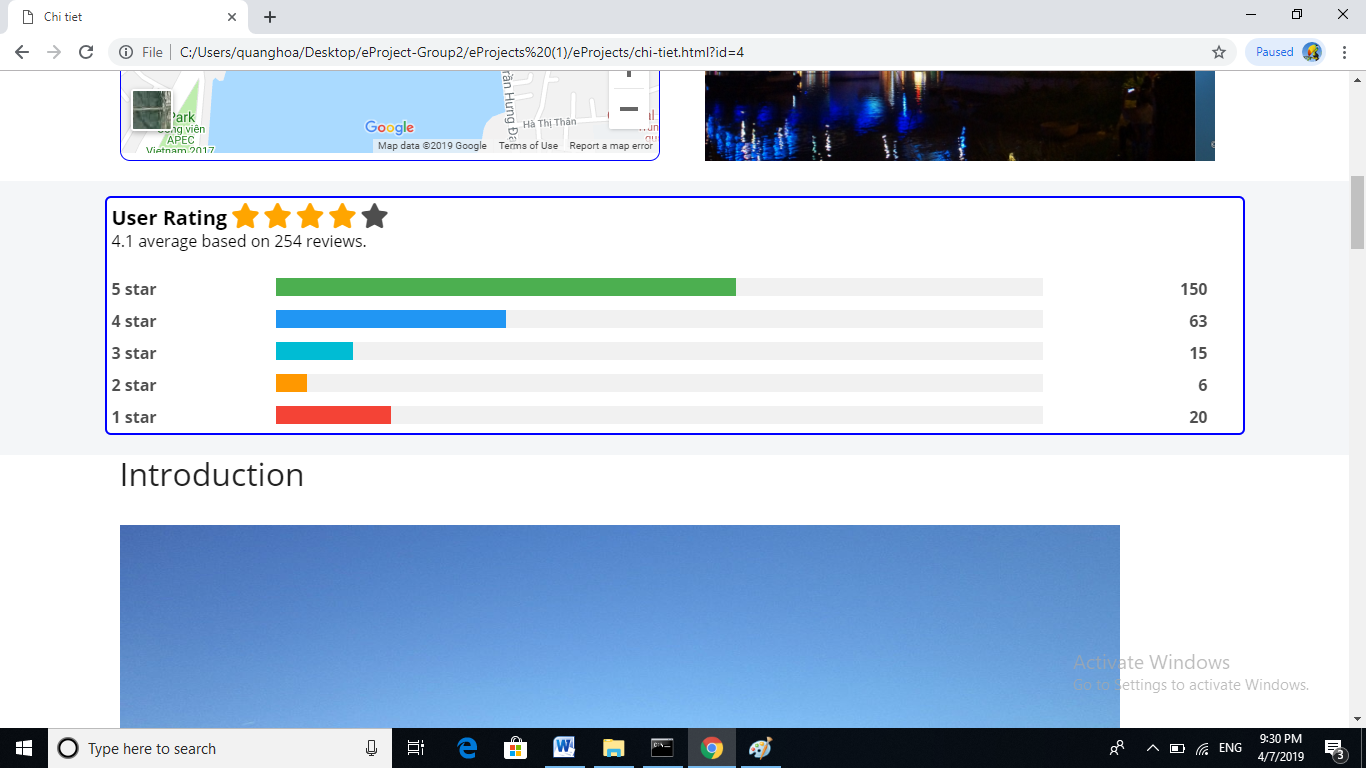 Chi tiet
File
C:/Users/quanghoa/Desktop/eProject-Group2/eProjects%20(1)/eProjects/chi-tiet.html?id=4
Paused
Park
Công viên
APEC
Vietnam 2017
Google
Hà Thị Thân
Map data ©2019 Google
Terms of Use
Report a map error
User Rating
4.1 average based on 254 reviews.
5 star 150
4 star 63
3 star 15
2 star 6
1 star 20
Introduction
Activate Windows
Go to Settings to activate Windows.
Type here to search
ENG
9:30 PM
4/7/2019
3